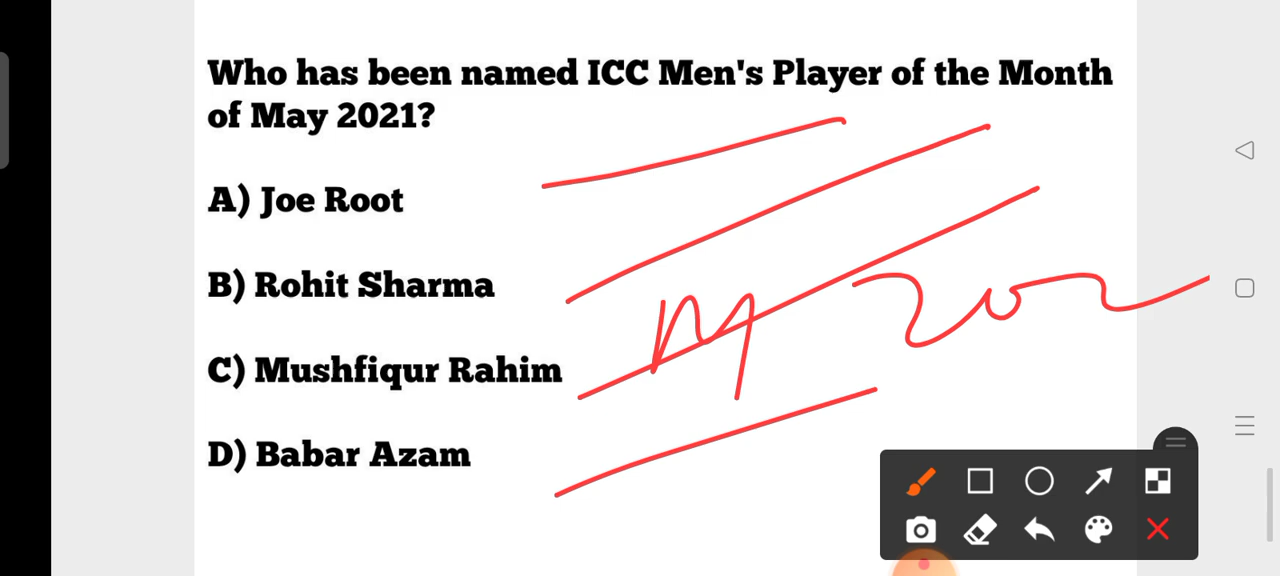 Who has been named ICC Men's Player of the Month
of May 2021?
A) Joe Root
B) Rohit Sharma
C) Mushfiqur Rahim
D) Babar Azam